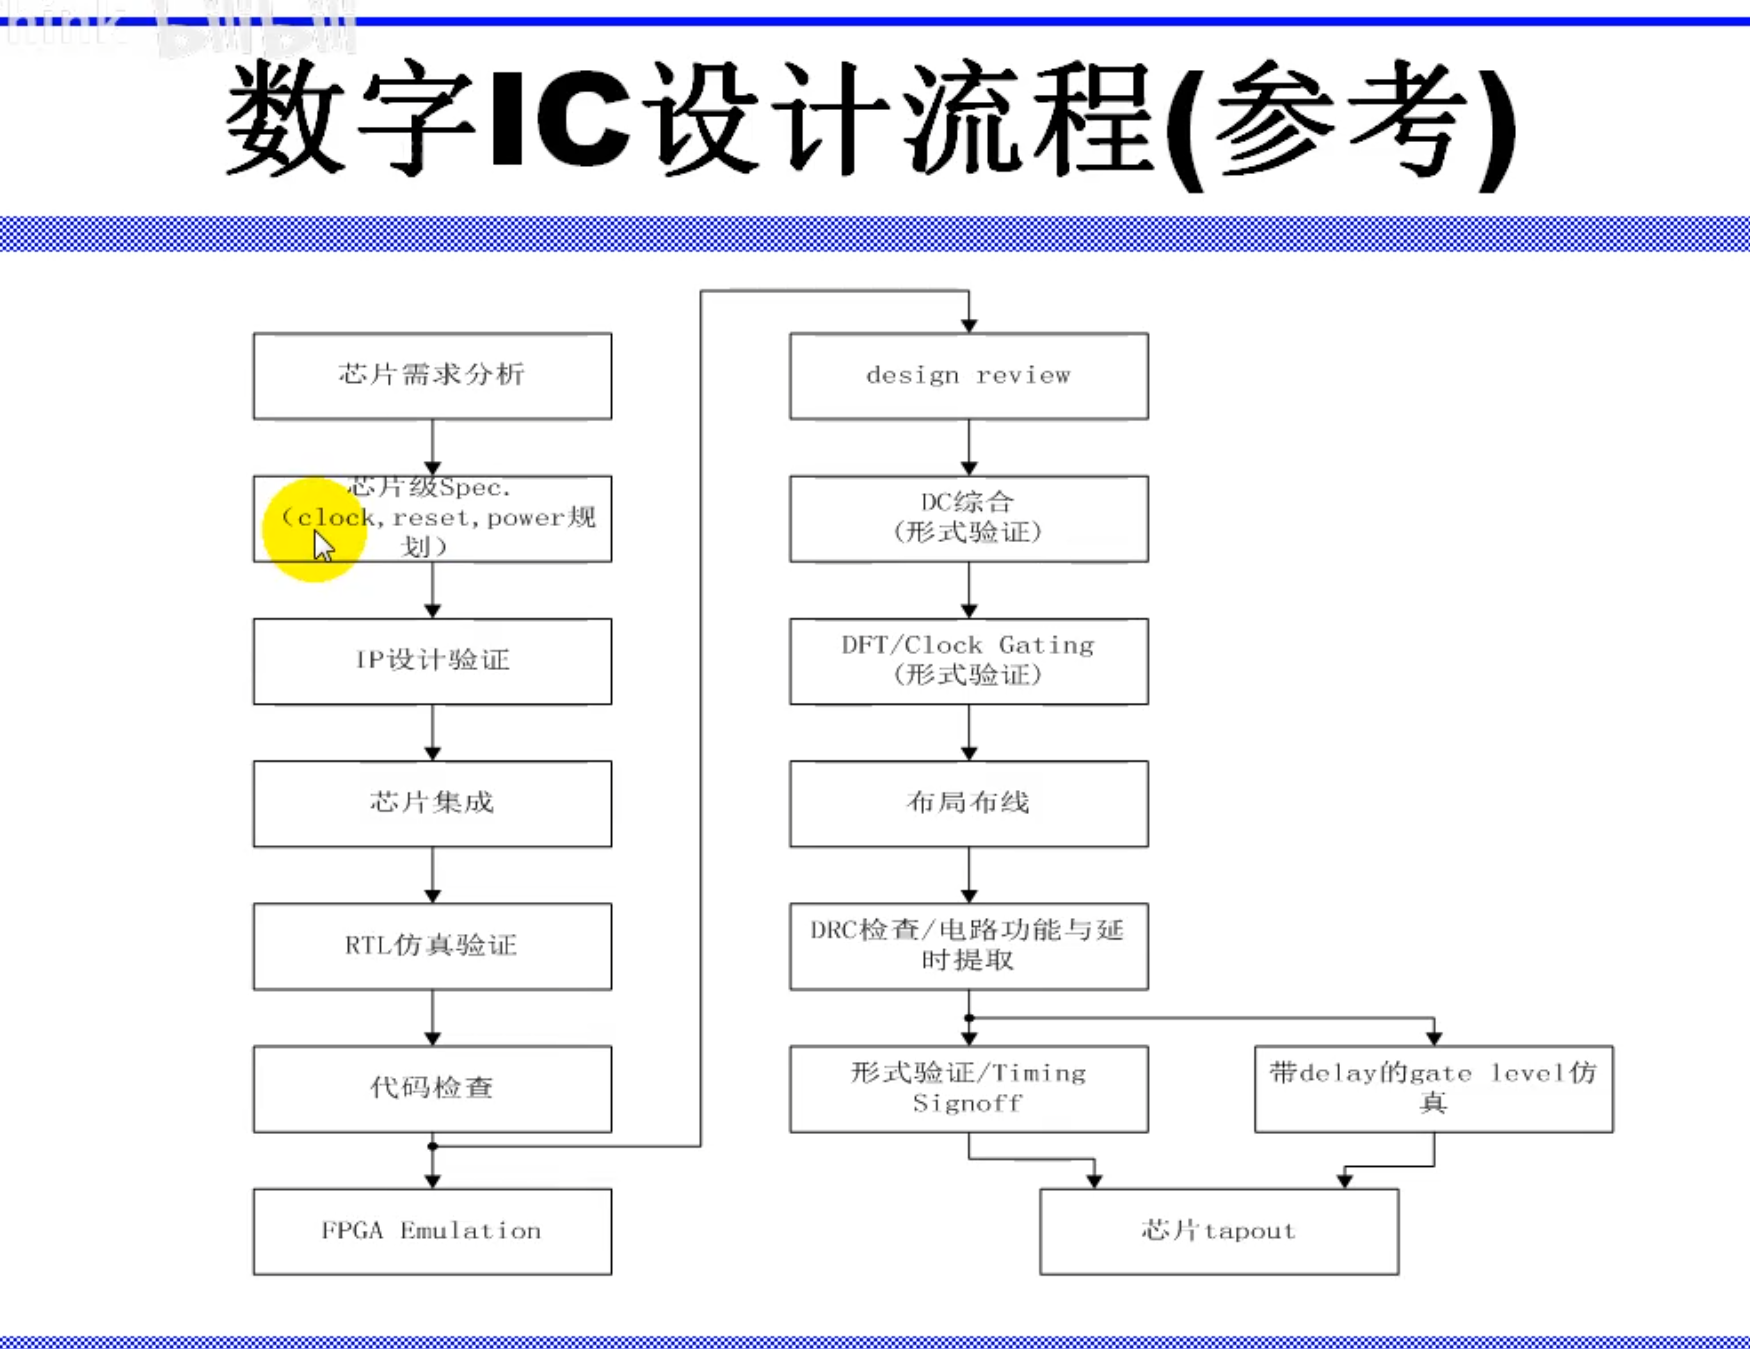 数字IC设计流程(参考)
芯片需求分析
芯片级Spec.
（clock,reset,power规
划）
IP设计验证
芯片集成
RTL仿真验证
代码检查
FPGA Emulation
design review
DC综合
(形式验证)
DFT/Clock Gating
(形式验证)
布局布线
DRC检查/电路功能与延
时提取
形式验证/Timing
Signoff
带delay的gate level仿
真
芯片tapout